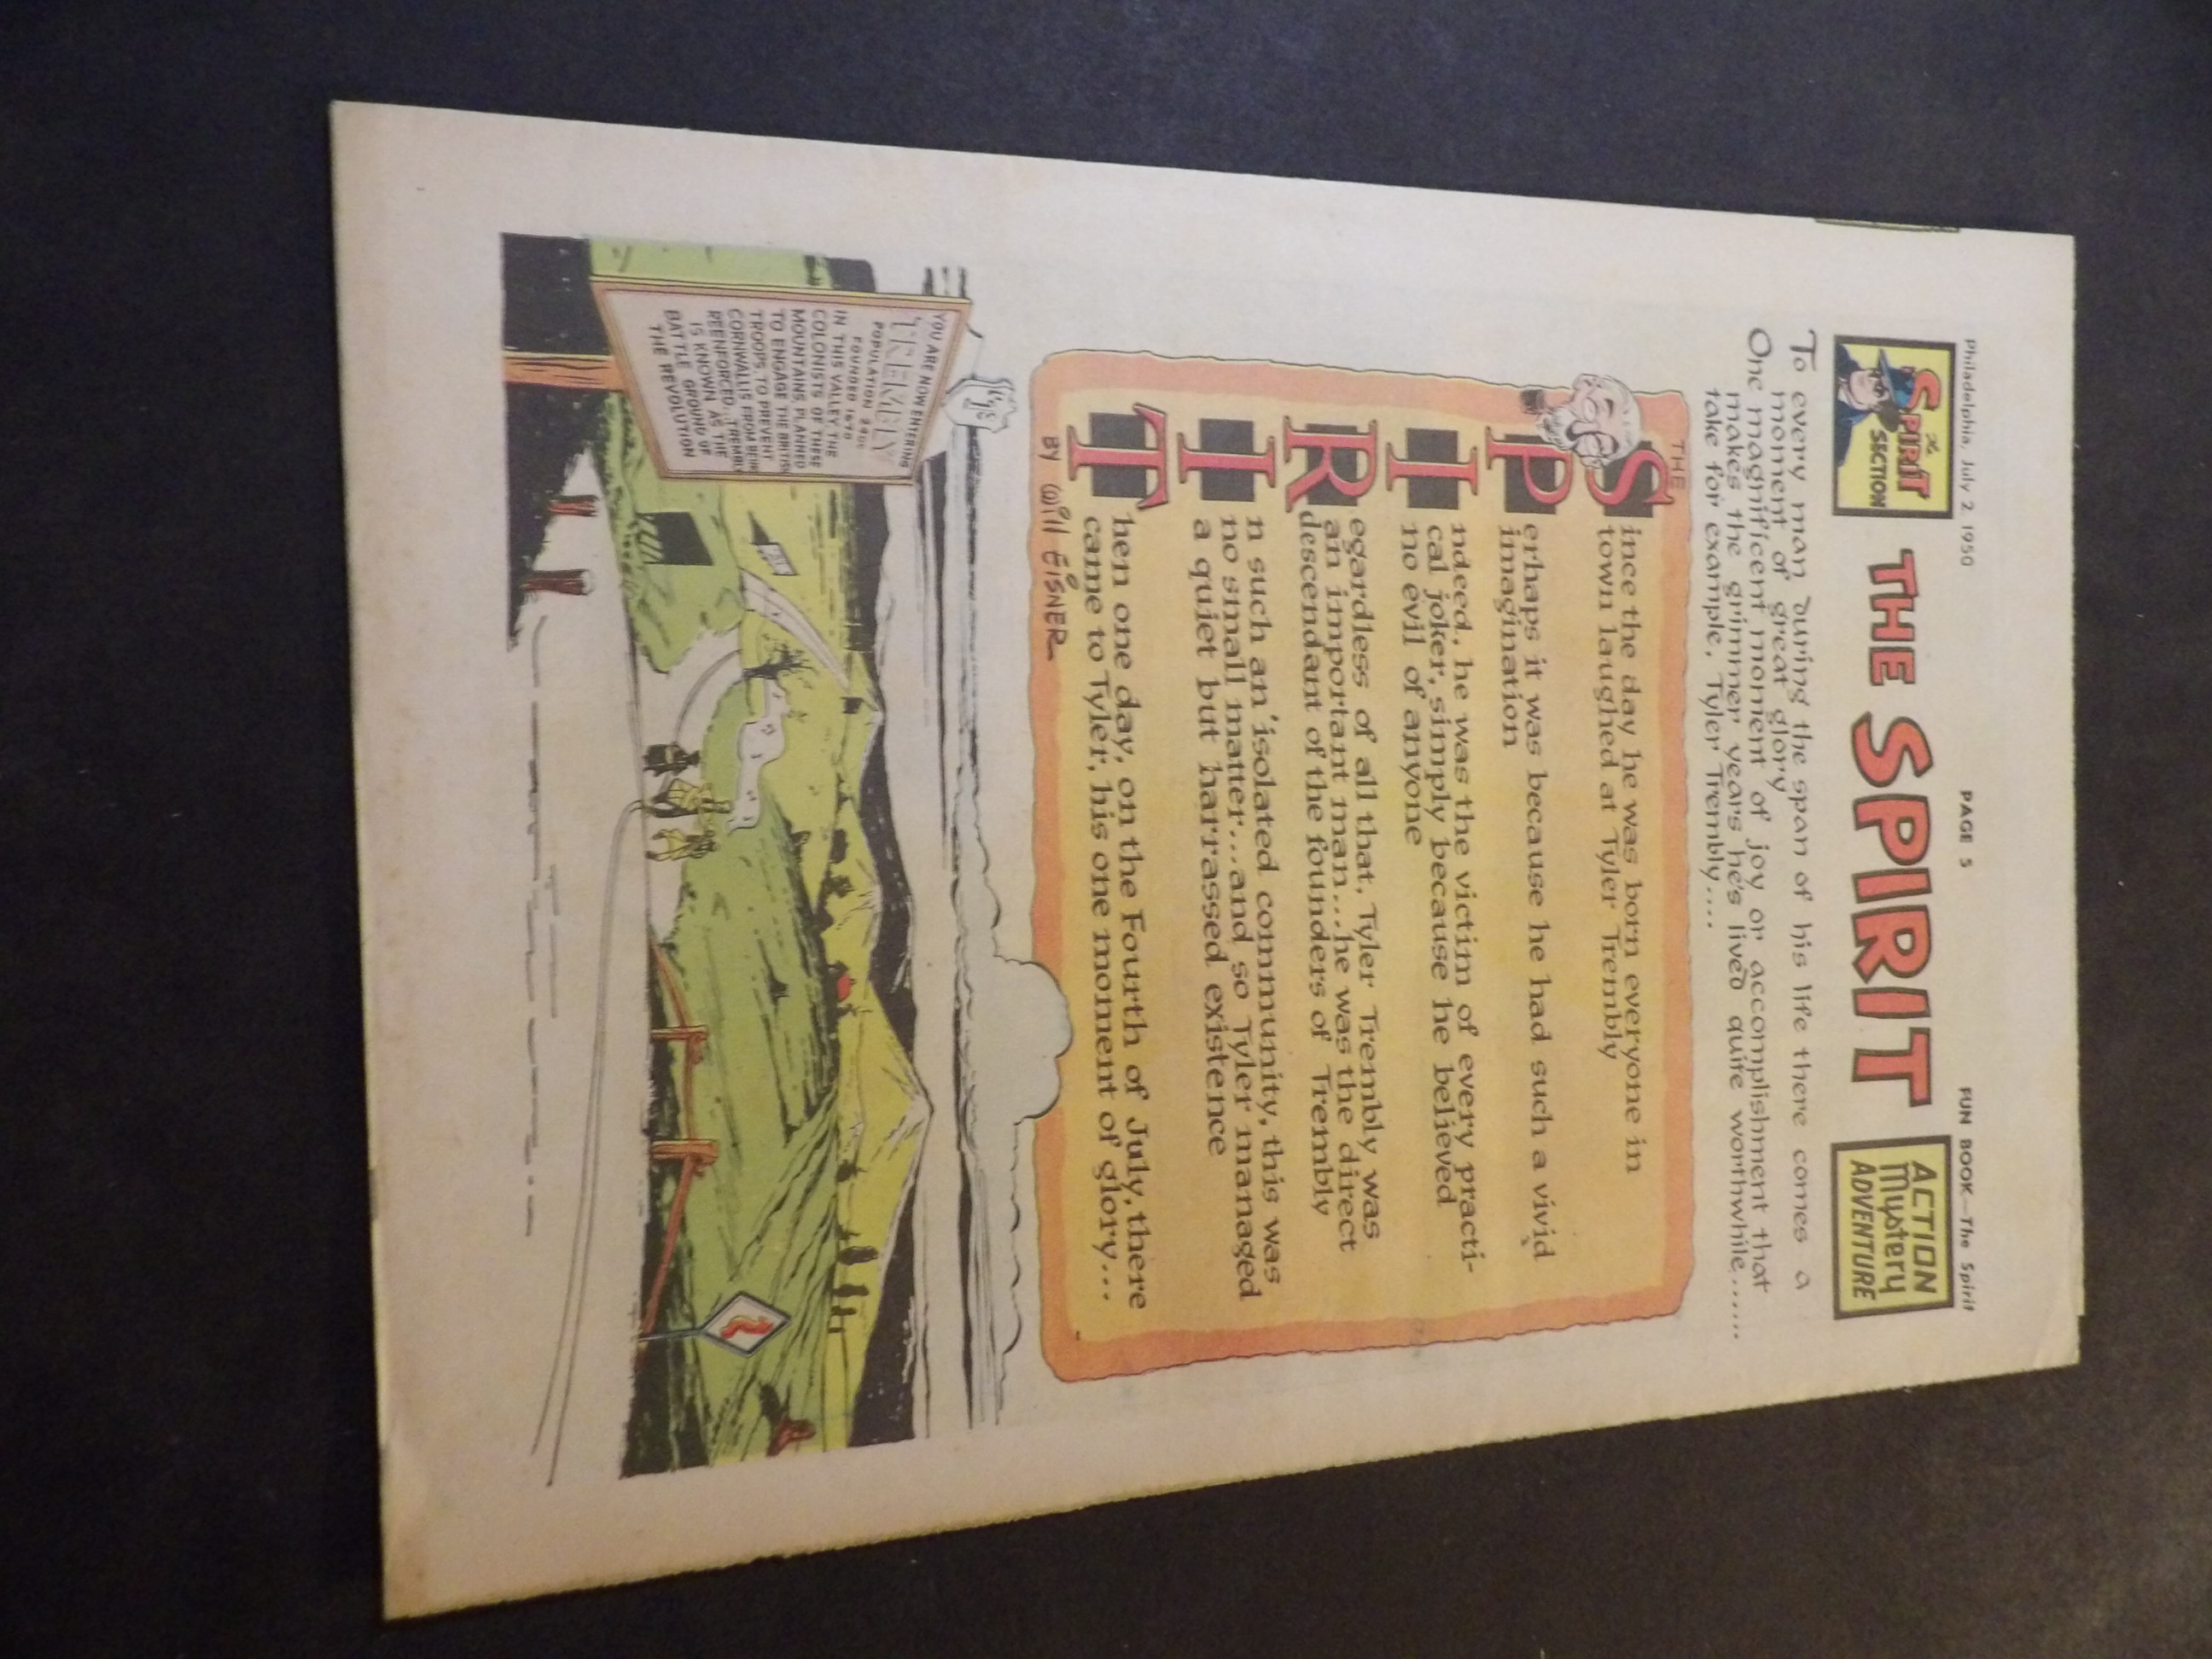 Philadelphia, July 2, 1950
PAGE 5
FUN BOOK—The Spirit
The
SPIRIT
SECTION
THE SPIRIT
ACTION
Mystery
ADVENTURE
To every man during the span of his life there comes a
moment of great glory
One magnificent moment of joy or accomplishment that
makes the grimmer years he's lived quite worthwhile......
take for example, Tyler Trembly....
THE
Since the day he was born everyone in
town laughed at Tyler Trembly
Perhaps it was because he had such a vivid
imagination
Indeed, he was the victim of every practi-
cal joker, simply because he believed
no evil of anyone
Regardless of all that, Tyler Trembly was
an important man...he was the direct
descendant of the founders of Trembly
In such an isolated community, this was
no small matter...and so Tyler managed
a quiet but harrassed existence
Then one day, on the Fourth of July, there
came to Tyler, his one moment of glory...
BY Will EiSNER
YOU ARE NOW ENTERING
TREMBLY
POPULATION
FOUNDED 1690
IN THIS VALLEY, THE
COLONISTS OF THESE
MOUNTAINS, PLANNED
TO ENGAGE THE BRITISH
TROOPS, TO PREVENT
CORNWALLIS FROM BEING
REENFORCED...TREMBLY
IS KNOWN AS THE
BATTLE GROUND OF
THE REVOLUTION